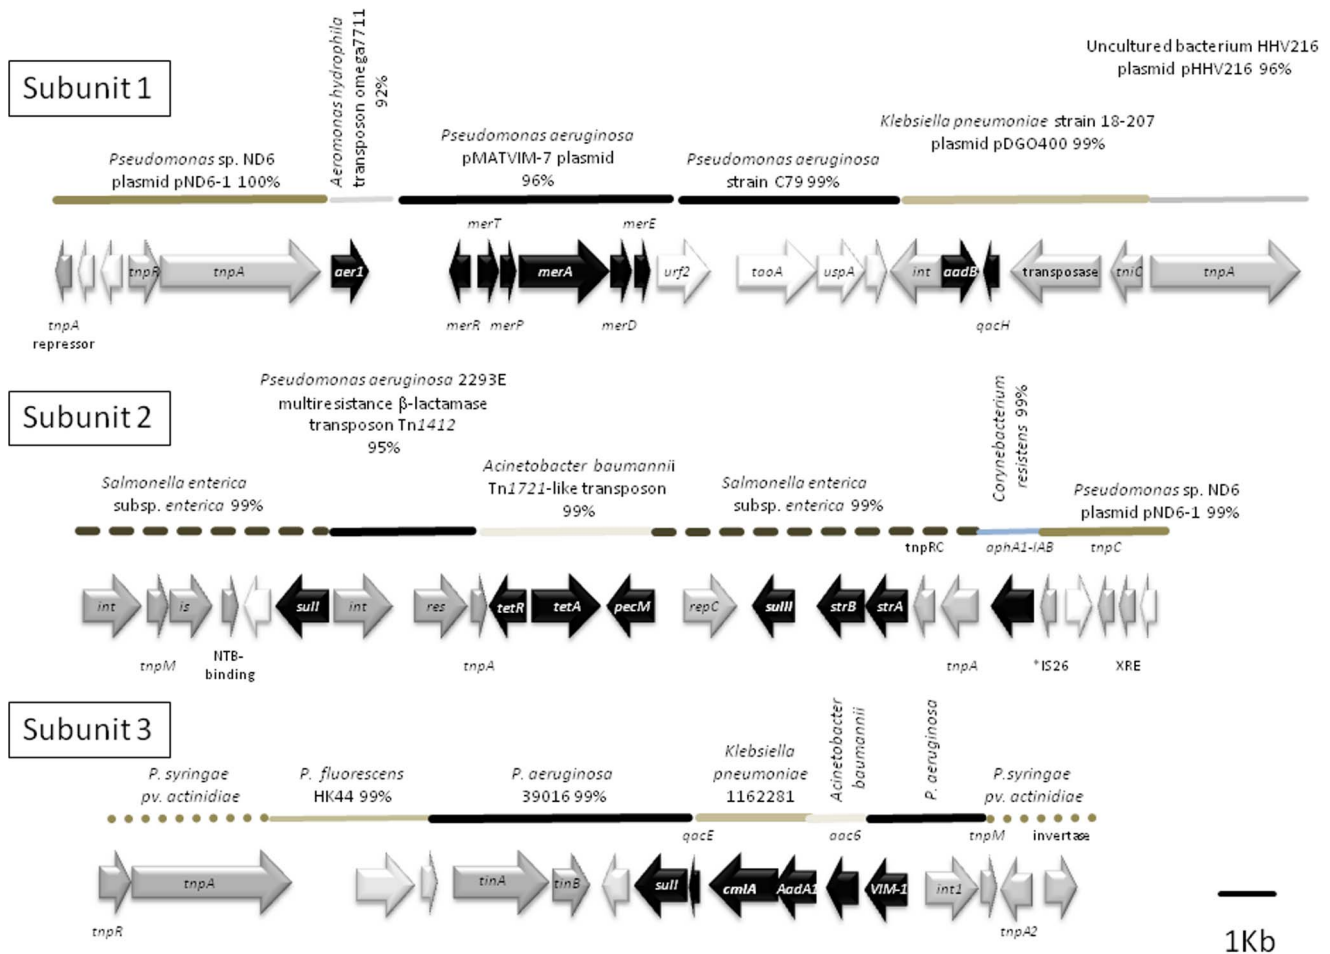 Subunit 1
Aeromonas hydrophila
transposon omega7711
92%
Uncultured bacterium HHV216
plasmid pHHV216 96%
Pseudomonas sp. ND6
plasmid pND6-1 100%
Pseudomonas aeruginosa
pMATVIM-7 plasmid
96%
Pseudomonas aeruginosa
strain C79 99%
Klebsiella pneumoniae strain 18-207
plasmid pDGO400 99%
merT merE
tnpR tnpA aer1 merA urf2 taoA uspA int aadB transposase tniC tnpA
tnpA
repressor
merR merP merD qacH
Subunit 2
Pseudomonas aeruginosa 2293E
multiresistance β-lactamase
transposon Tn1412
95%
Corynebacterium
resistens 99%
Salmonella enterica
subsp. enterica 99%
Acinetobacter baumannii
Tn1721-like transposon
99%
Salmonella enterica
subsp. enterica 99%
Pseudomonas sp. ND6
plasmid pND6-1 99%
tnpRC aphA1-IAB tnpC
int is sulI int res tetR tetA pecM repC sulII strB strA
tnpM NTB-
binding
tnpA tnpA *IS26 XRE
Subunit 3
P. syringae
pv. actinidiae
P. fluorescens
HK44 99%
P. aeruginosa
39016 99%
Klebsiella
pneumoniae
1162281
Acinetobacter
baumannii
P. aeruginosa
P.syringae
pv. actinidiae
qacE aac6 tnpM invertase
tnpA tinA tinB sulI cmlA AadA1 VIM-1 int1
tnpR tnpA2
1Kb